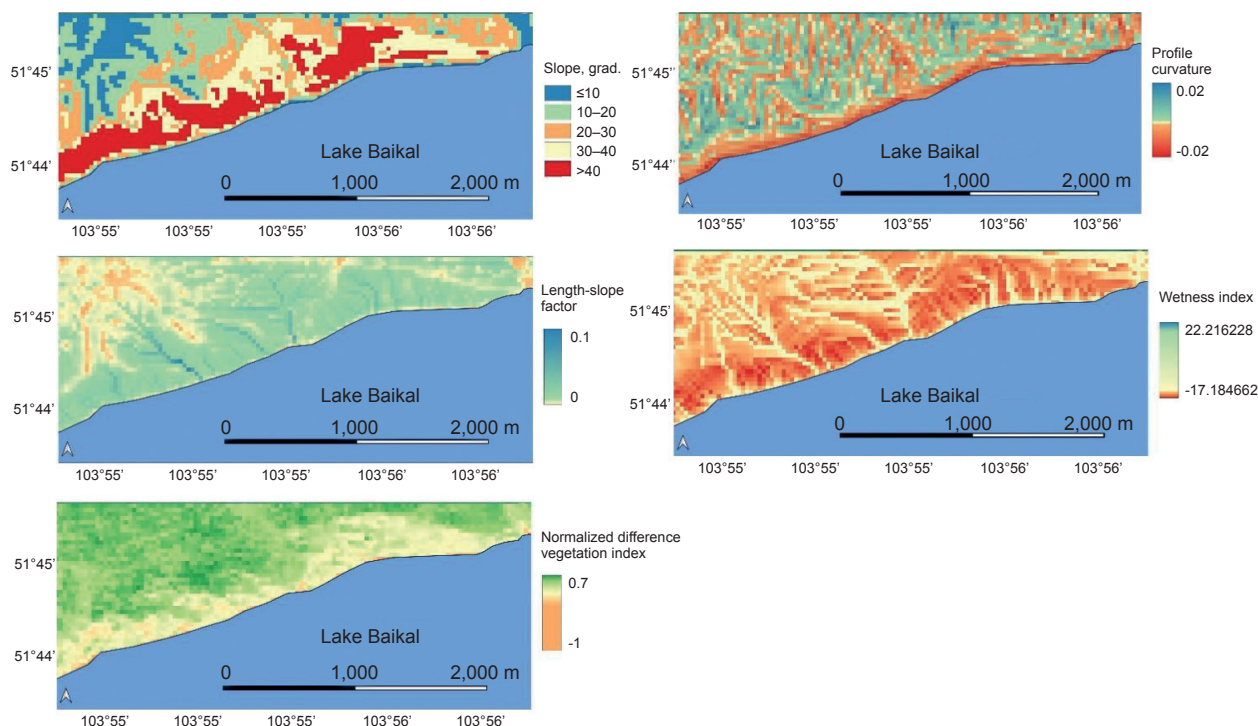 Slope, grad.
≤10
10–20
20–30
30–40
>40
51°45'
51°44'
Lake Baikal
0 1,000 2,000 m
103°55' 103°55' 103°55' 103°56' 103°56'
Profile
curvature
0.02
-0.02
51°45''
51°44'
Lake Baikal
0 1,000 2,000 m
103°55' 103°55' 103°55' 103°56' 103°56'
Length-slope
factor
0.1
0
51°45'
51°44'
Lake Baikal
0 1,000 2,000 m
103°55' 103°55' 103°55' 103°56' 103°56'
Wetness index
22.216228
-17.184662
51°45'
51°44'
Lake Baikal
0 1,000 2,000 m
103°55' 103°55' 103°55' 103°56' 103°56'
Normalized difference
vegetation index
0.7
-1
51°45'
51°44'
Lake Baikal
0 1,000 2,000 m
103°55' 103°55' 103°55' 103°56' 103°56'